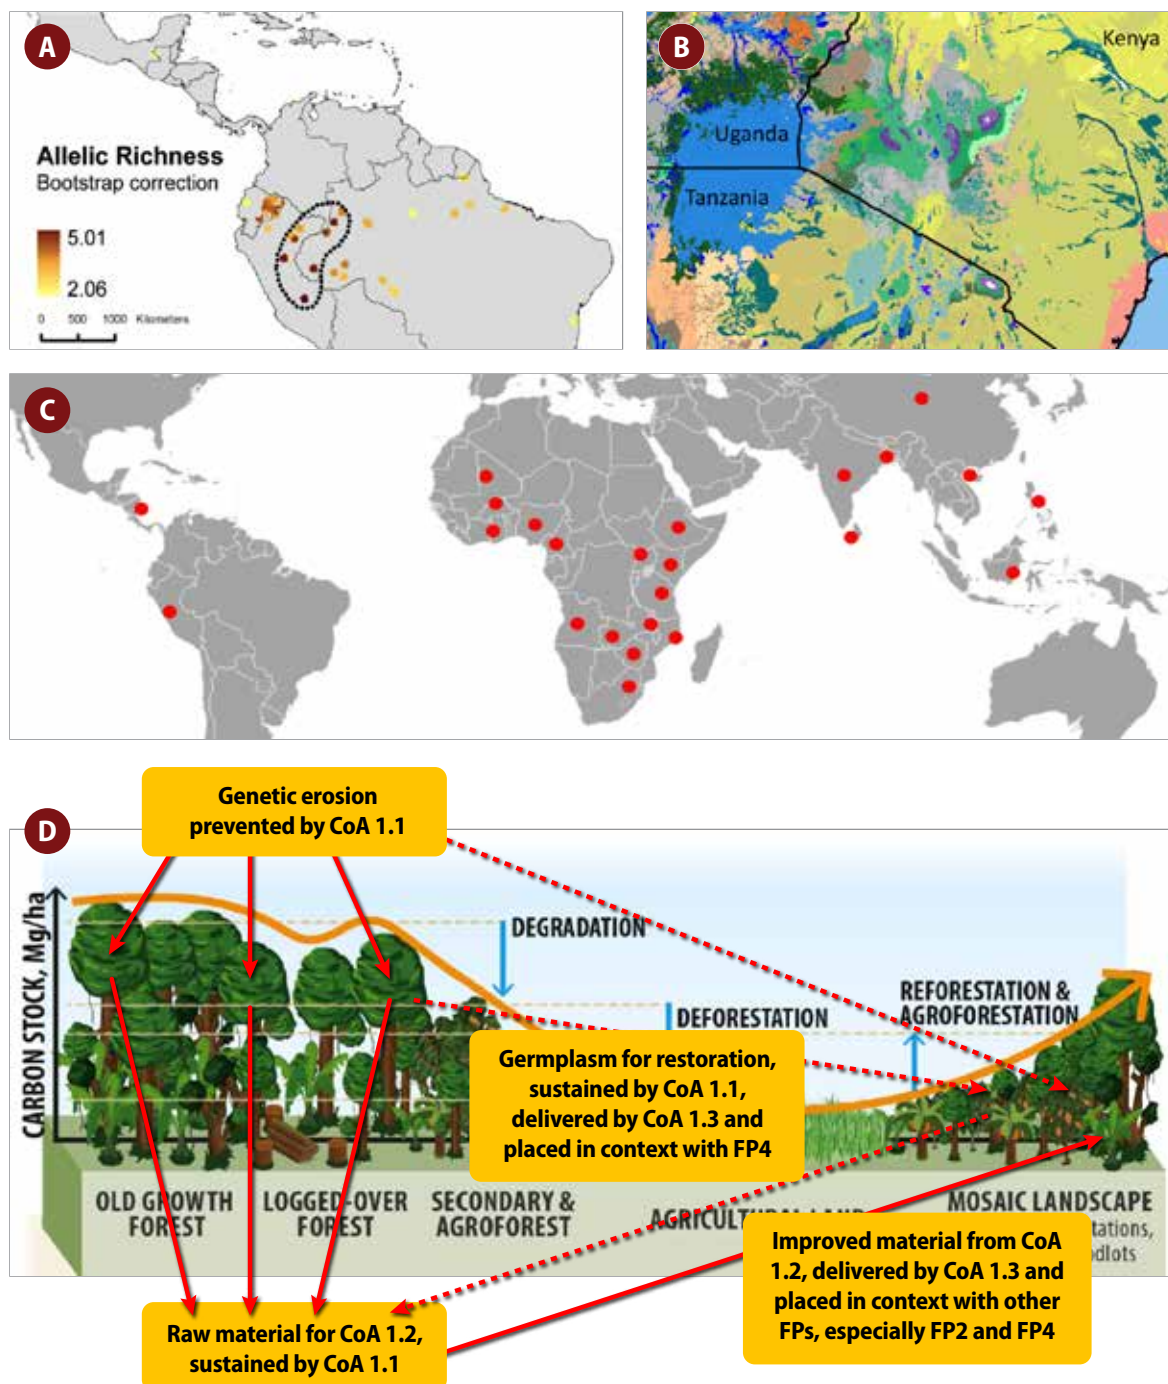 A
Allelic Richness
Bootstrap correction
5.01
2.06
0 500 1000 Kilometers
B
Kenya
Uganda
Tanzania
C
D
Genetic erosion
prevented by CoA 1.1
CARBON STOCK, Mg/ha
DEGRADATION
DEFORESTATION
REFORESTATION &
AGROFORESTATION
Germplasm for restoration,
sustained by CoA 1.1,
delivered by CoA 1.3 and
placed in context with FP4
OLD GROWTH
FOREST
LOGGED-OVER
FOREST
SECONDARY &
AGROFOREST
AGRICULTURAL LAND
MOSAIC LANDSCAPE
tations,
dlots
Improved material from CoA
1.2, delivered by CoA 1.3 and
placed in context with other
FPs, especially FP2 and FP4
Raw material for CoA 1.2,
sustained by CoA 1.1